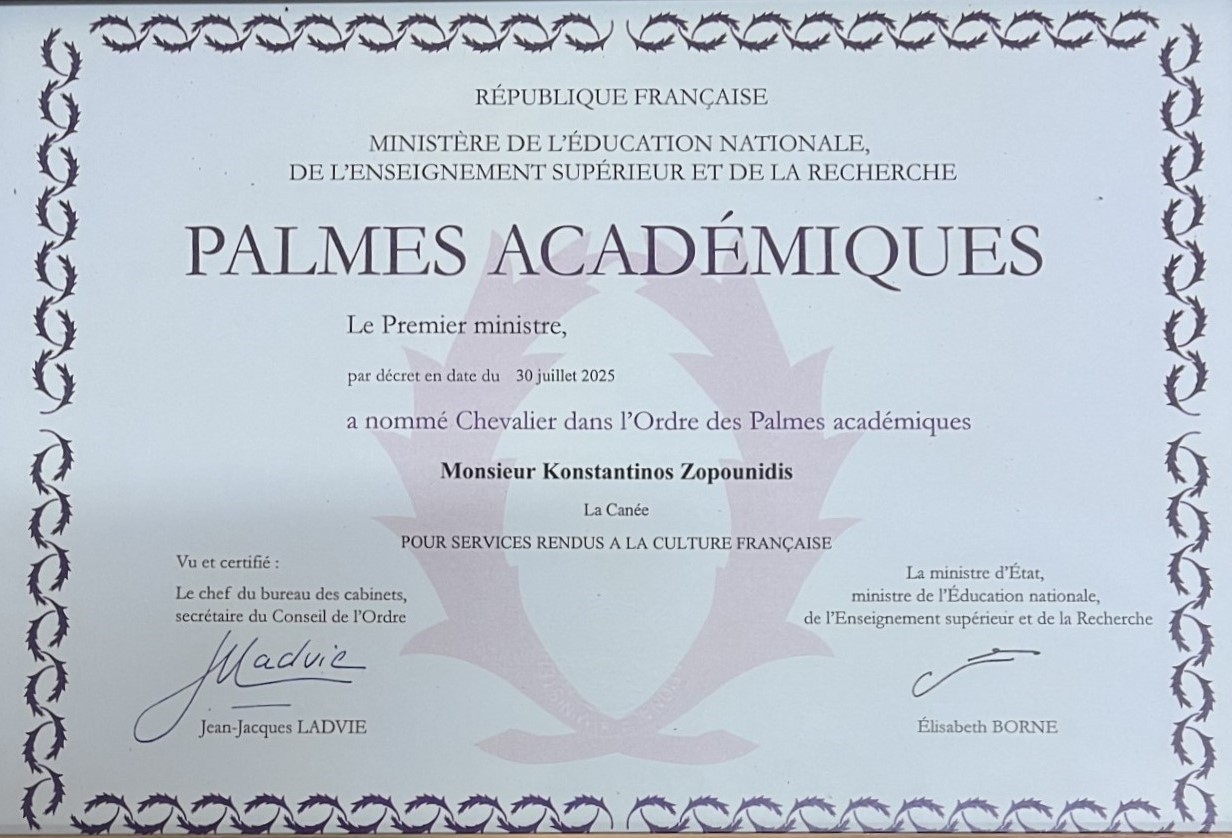 RÉPUBLIQUE FRANÇAISE
MINISTÈRE DE L'ÉDUCATION NATIONALE,
DE L'ENSEIGNEMENT SUPÉRIEUR ET DE LA RECHERCHE
PALMES ACADÉMIQUES
Le Premier ministre,
par décret en date du 30 juillet 2025
a nommé Chevalier dans l'Ordre des Palmes académiques
Monsieur Konstantinos Zopounidis
La Canée
POUR SERVICES RENDUS A LA CULTURE FRANÇAISE
Vu et certifié :
Le chef du bureau des cabinets,
secrétaire du Conseil de l'Ordre
JLadvie
Jean-Jacques LADVIE
La ministre d'État,
ministre de l'Éducation nationale,
de l'Enseignement supérieur et de la Recherche
Élisabeth BORNE